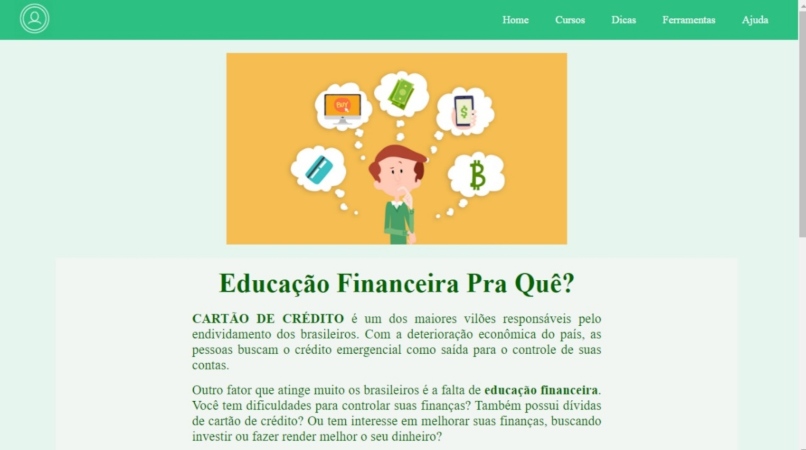 Home Cursos Dicas Ferramentas Ajuda
BUY
$
Educação Financeira Pra Quê?
CARTÃO DE CRÉDITO é um dos maiores vilões responsáveis pelo
endividamento dos brasileiros. Com a deterioração econômica do país, as
pessoas buscam o crédito emergencial como saída para o controle de suas
contas.
Outro fator que atinge muito os brasileiros é a falta de educação financeira.
Você tem dificuldades para controlar suas finanças? Também possui dívidas
de cartão de crédito? Ou tem interesse em melhorar suas finanças, buscando
investir ou fazer render melhor o seu dinheiro?